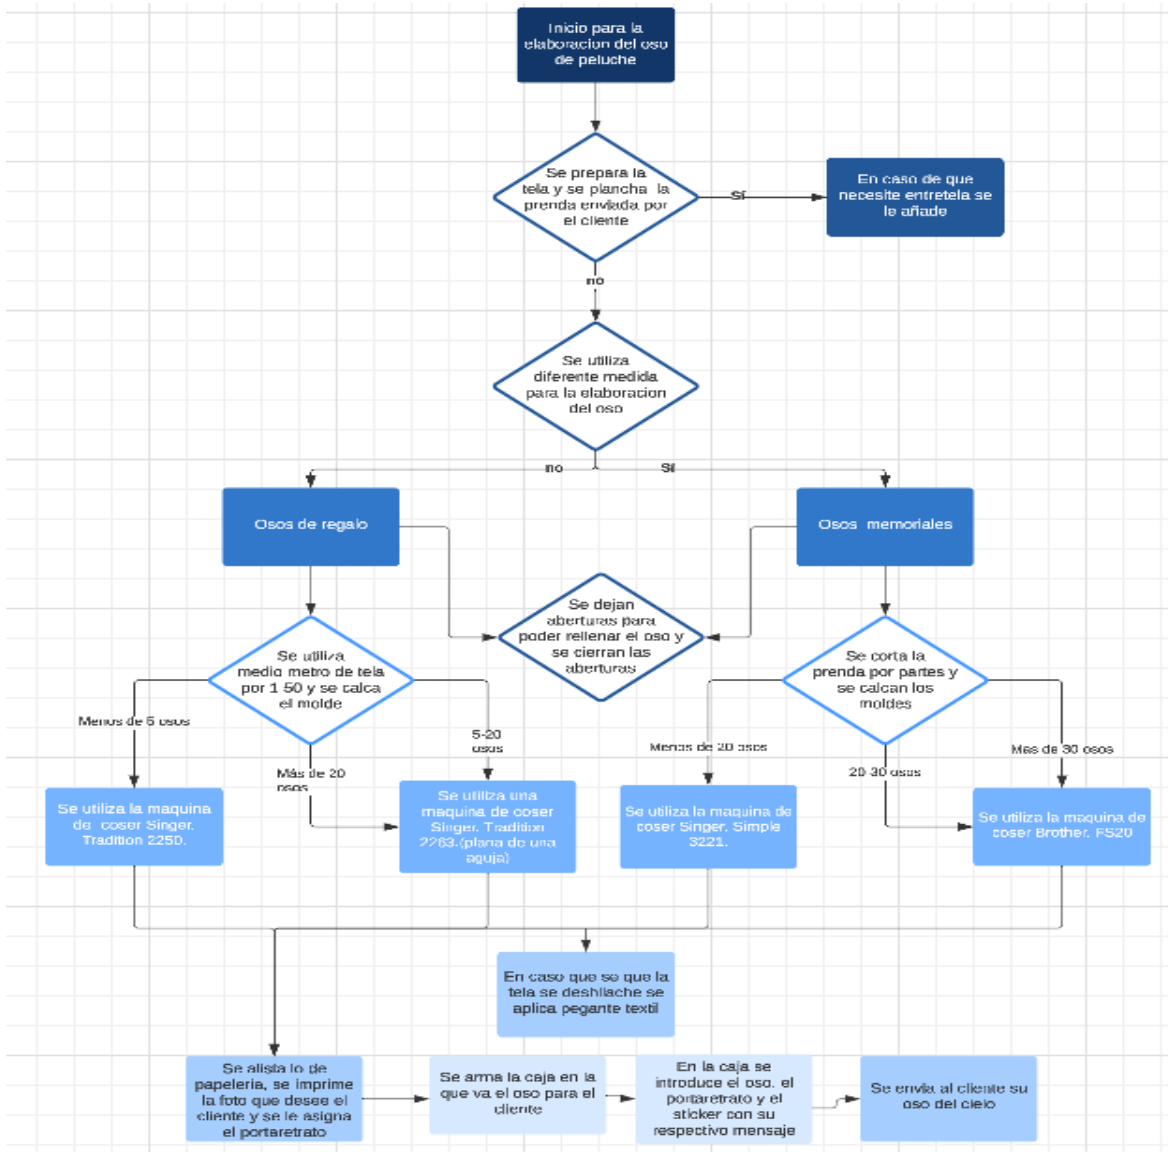 Inicio para la
elaboracion del oso
de peluche
Se prepara la
tela y se plancha la
prenda enviada por
el cliente
Sí
En caso de que
necesite entretela se
le añade
no
Se utiliza
diferente medida
para la elaboracion
del oso
no
Sí
Osos de regalo
Osos memoriales
Se dejan
aberturas para
poder rellenar el oso y
se cierran las
aberturas
Se utiliza
medio metro de tela
por 1 50 y se calca
el molde
Se corta la
prenda por partes y
se calcan los
moldes
Menos de 5 osos
Más de 20
osos
5-20
osos
Menos de 20 osos
20-30 osos
Mas de 30 osos
Se utiliza la maquina
de coser Singer.
Tradition 2250.
Se utiliza una
maquina de coser
Singer. Tradition
2263.(plana de una
aguja)
Se utiliza la maquina de
coser Singer. Simple
3221.
Se utiliza la maquina de
coser Brother. FS20
En caso que se que la
tela se deshilache se
aplica pegante textil
Se alista lo de
papeleria, se imprime
la foto que desee el
cliente y se le asigna
el portaretrato
Se arma la caja en la
que va el oso para el
cliente
En la caja se
introduce el oso, el
portaretrato y el
sticker con su
respectivo mensaje
Se envia al cliente su
oso del cielo